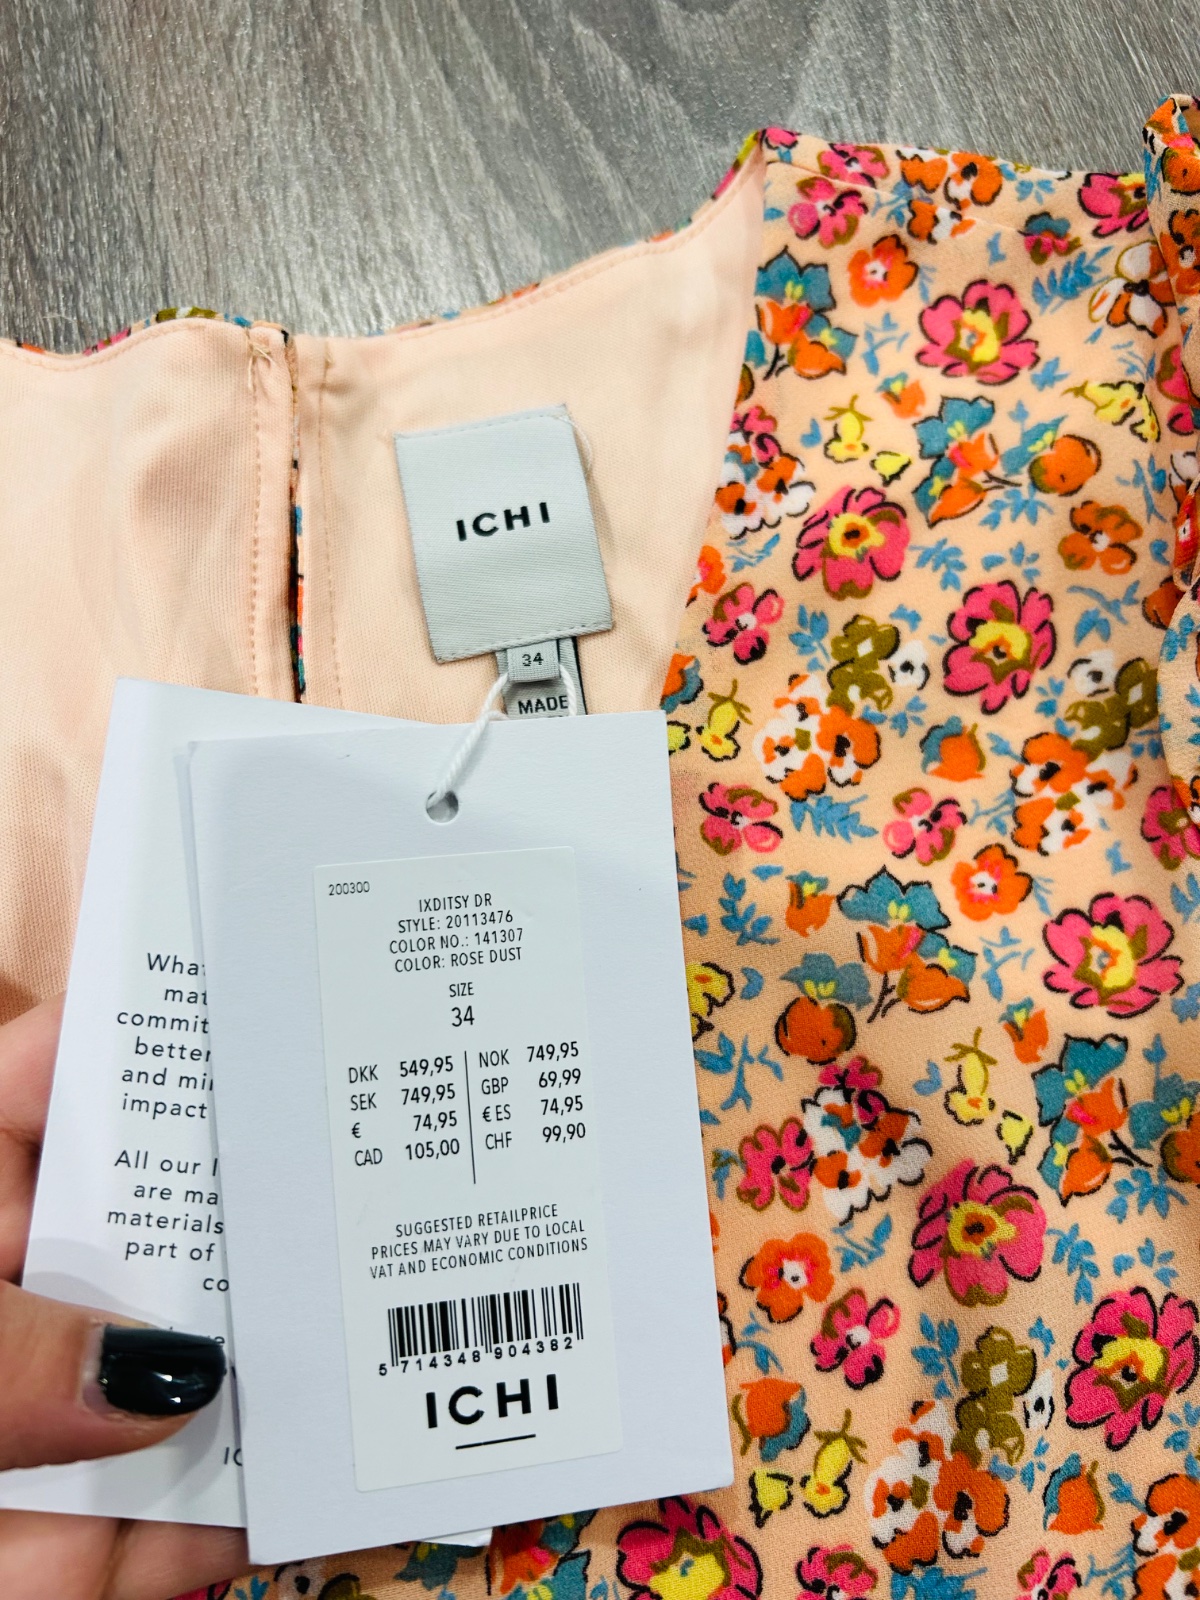 ICHI
34
MADE
200300
IXDITSY DR
STYLE: 20113476
COLOR NO.: 141307
COLOR: ROSE DUST
SIZE
34
DKK 549,95 NOK 749,95
SEK 749,95 GBP 69,99
€ 74,95 € ES 74,95
CAD 105,00 CHF 99,90
SUGGESTED RETAILPRICE
PRICES MAY VARY DUE TO LOCAL
VAT AND ECONOMIC CONDITIONS
5 714348 904382
ICHI
better
and
impact
All our
are
materials
part of